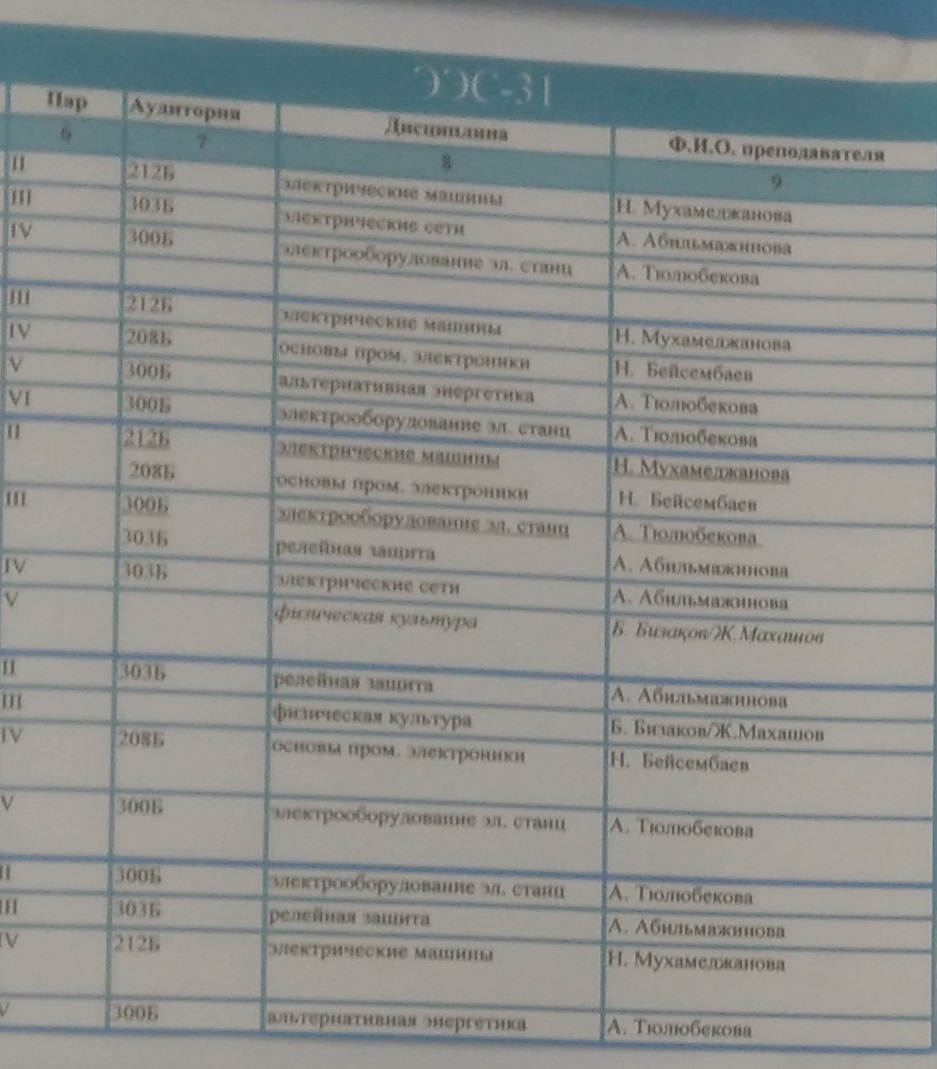 ЭЭС-31
Пар Аудитория Дисциплина Ф.И.О. преподавателя
6 7 8 9
II 212Б электрические машины Н. Мухамеджанова
III 303Б электрические сети А. Абильмажинова
IV 300Б электрооборудование эл. станц А. Тюлюбекова
III 212Б электрические машины Н. Мухамеджанова
IV 208Б основы пром. электроники Н. Бейсембаев
V 300Б альтернативная энергетика А. Тюлюбекова
VI 300Б электрооборудование эл. станц А. Тюлюбекова
II 212Б электрические машины Н. Мухамеджанова
208Б основы пром. электроники Н. Бейсембаев
III 300Б электрооборудование эл. станц А. Тюлюбекова
303Б релейная защита А. Абильмажинова
IV 303Б электрические сети А. Абильмажинова
V физическая культура Б. Бизақов/Ж.Махашов
II 303Б релейная защита А. Абильмажинова
III физическая культура Б. Бизаков/Ж.Махашов
IV 208Б основы пром. электроники Н. Бейсембаев
V 300Б электрооборудование эл. станц А. Тюлюбекова
II 300Б электрооборудование эл. станц А. Тюлюбекова
III 303Б релейная защита А. Абильмажинова
IV 212Б электрические машины Н. Мухамеджанова
V 300Б альтернативная энергетика А. Тюлюбекова